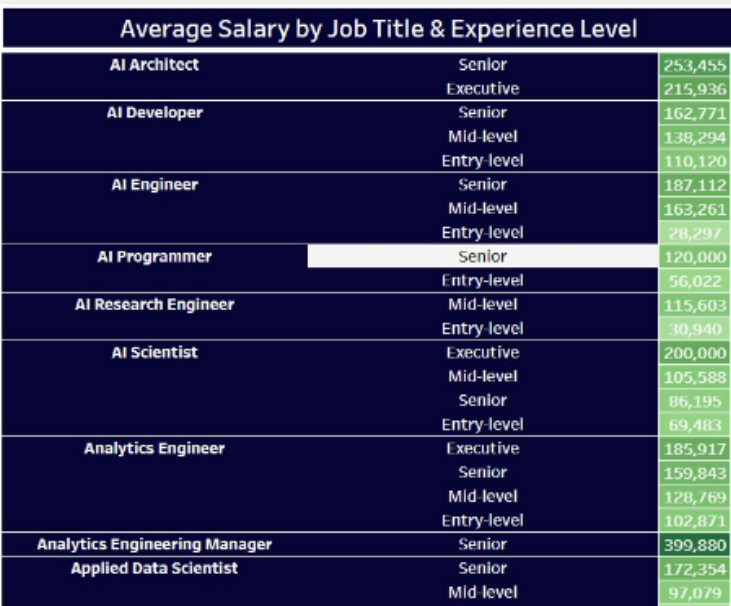 Average Salary by Job Title & Experience Level
AI Architect Senior 253,455
Executive 215,936
AI Developer Senior 162,771
Mid-level 138,294
Entry-level 110,120
AI Engineer Senior 187,112
Mid-level 163,261
Entry-level 28,297
AI Programmer Senior 120,000
Entry-level 56,022
AI Research Engineer Mid-level 115,603
Entry-level 30,940
AI Scientist Executive 200,000
Mid-level 105,588
Senior 86,195
Entry-level 69,483
Analytics Engineer Executive 185,917
Senior 159,843
Mid-level 128,769
Entry-level 102,871
Analytics Engineering Manager Senior 399,880
Applied Data Scientist Senior 172,354
Mid-level 97,079